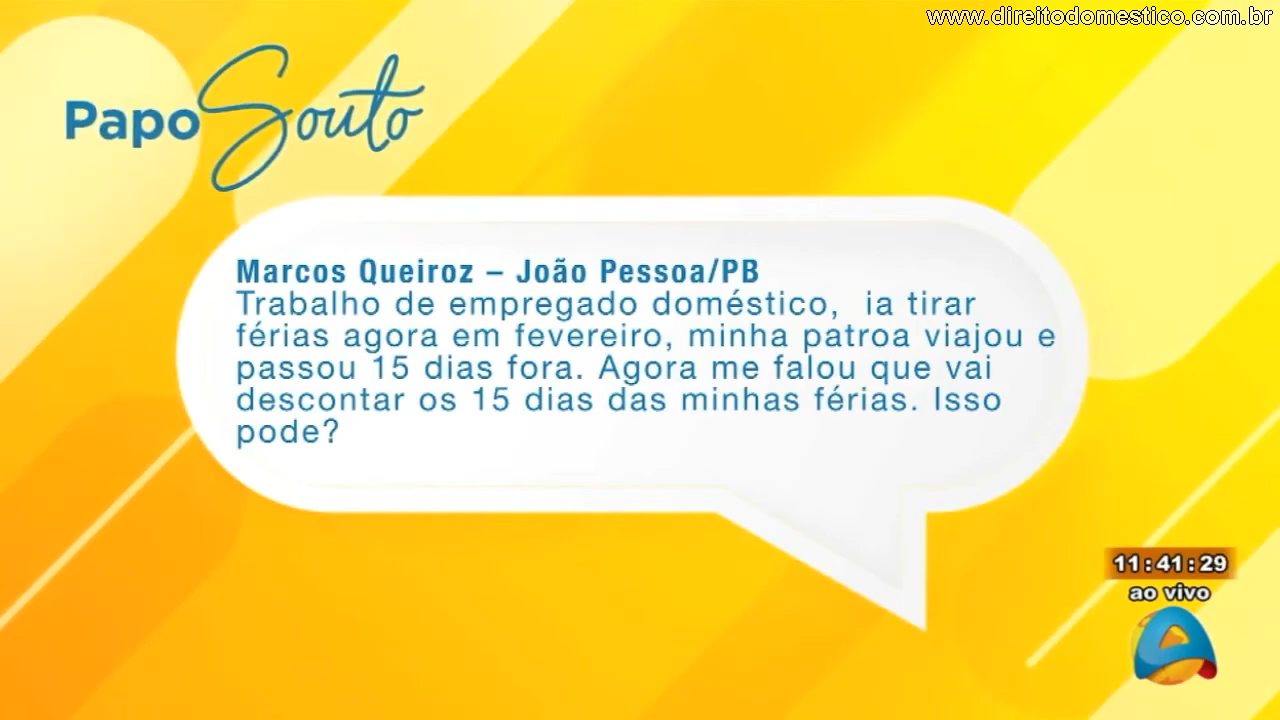 www.direitodomestico.com.br
Papo Souto
Marcos Queiroz – João Pessoa/PB
Trabalho de empregado doméstico,  ia tirar
férias agora em fevereiro, minha patroa viajou e
passou 15 dias fora. Agora me falou que vai
descontar os 15 dias das minhas férias. Isso
pode?
11:41:29
ao vivo